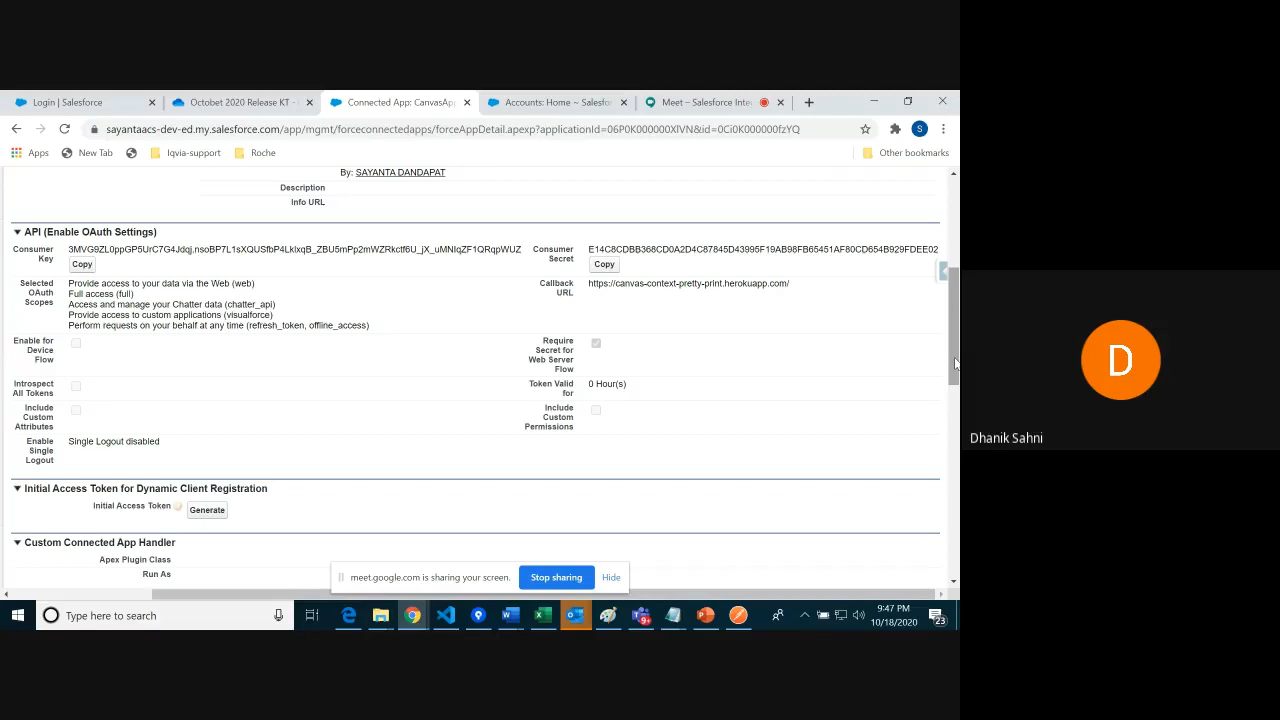 Login | Salesforce
Octobet 2020 Release KT -
Connected App: CanvasApp
Accounts: Home ~ Salesfor
Meet – Salesforce Inte
sayantaacs-dev-ed.my.salesforce.com/app/mgmt/forceconnectedapps/forceAppDetail.apexp?applicationId=06P0K000000XlVN&id=0Ci0K000000fzYQ
Apps
New Tab
Iqvia-support
Roche
Other bookmarks
By: SAYANTA DANDAPAT
Description
Info URL
API (Enable OAuth Settings)
Consumer Key
3MVG9ZL0ppGP5UrC7G4Jdqj.nsoBP7L1sXQUSfbP4LklxqB_ZBU5mPp2mWZRkctf6U_jX_uMNIqZF1QRqpWUZ
Copy
Consumer Secret
E14C8CDBB368CD0A2D4C87845D43995F19AB98FB65451AF80CD654B929FDEE02
Copy
Selected OAuth Scopes
Provide access to your data via the Web (web)
Full access (full)
Access and manage your Chatter data (chatter_api)
Provide access to custom applications (visualforce)
Perform requests on your behalf at any time (refresh_token, offline_access)
Callback URL
https://canvas-context-pretty-print.herokuapp.com/
Enable for Device Flow
Require Secret for Web Server Flow
Introspect All Tokens
Token Valid for
0 Hour(s)
Include Custom Attributes
Include Custom Permissions
Enable Single Logout
Single Logout disabled
Initial Access Token for Dynamic Client Registration
Initial Access Token
Generate
Custom Connected App Handler
Apex Plugin Class
Run As
meet.google.com is sharing your screen.
Stop sharing
Hide
Type here to search
9:47 PM
10/18/2020
23
D
Dhanik Sahni